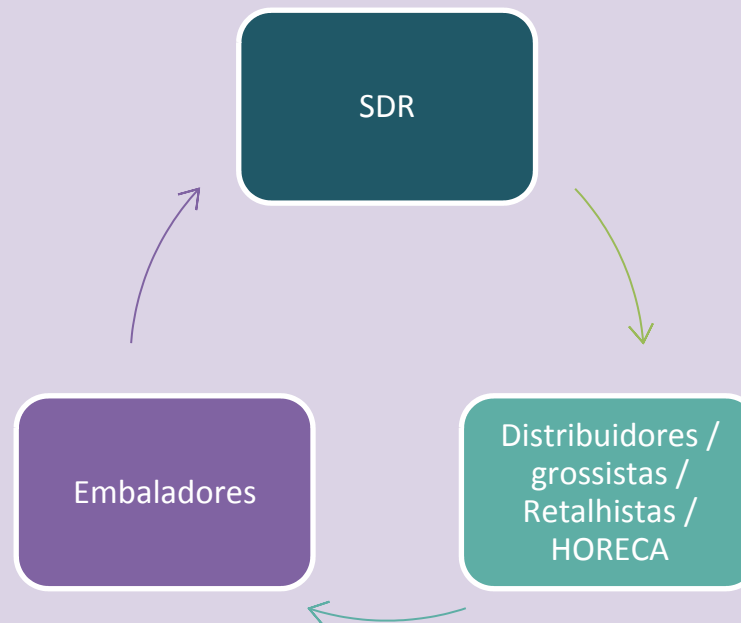 SDR
Embaladores
Distribuidores /
grossistas /
Retalhistas /
HORECA